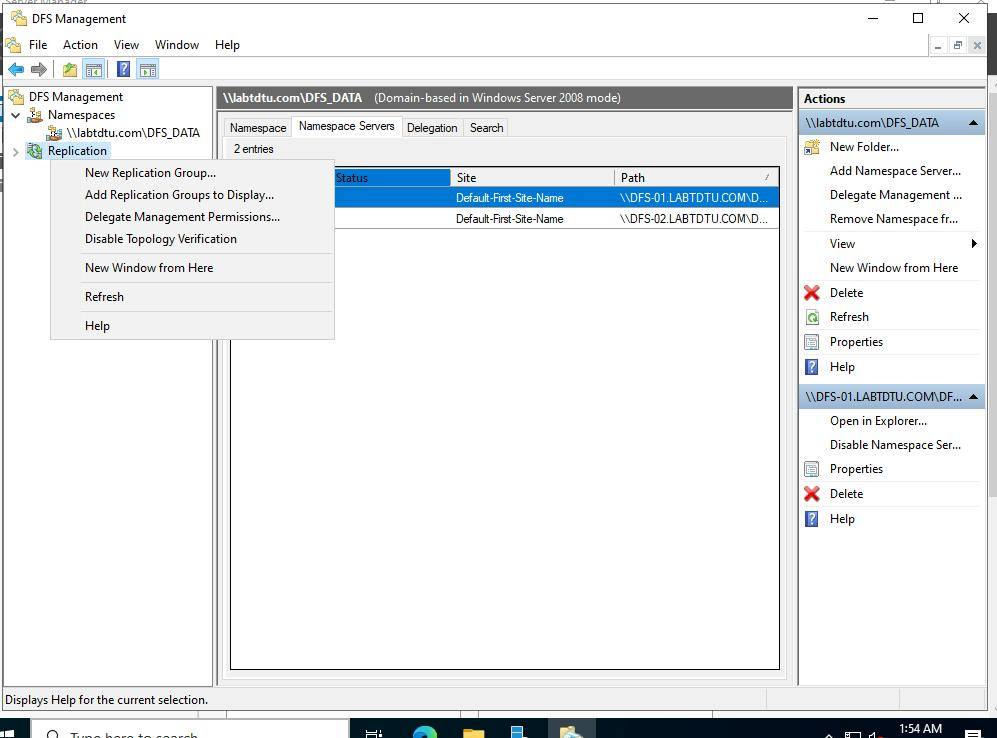 Server Manager
DFS Management
File Action View Window Help
DFS Management
Namespaces
\\labtdtu.com\DFS_DATA
Replication
New Replication Group...
Add Replication Groups to Display...
Delegate Management Permissions...
Disable Topology Verification
New Window from Here
Refresh
Help
\\labtdtu.com\DFS_DATA (Domain-based in Windows Server 2008 mode)
Namespace Namespace Servers Delegation Search
2 entries
Status Site Path
Default-First-Site-Name \\DFS-01.LABTDTU.COM\D...
Default-First-Site-Name \\DFS-02.LABTDTU.COM\D...
Actions
\\labtdtu.com\DFS_DATA
New Folder...
Add Namespace Server...
Delegate Management ...
Remove Namespace fr...
View
New Window from Here
Delete
Refresh
Properties
Help
\\DFS-01.LABTDTU.COM\DF...
Open in Explorer...
Disable Namespace Ser...
Properties
Delete
Help
Displays Help for the current selection.
Type here to search
1:54 AM